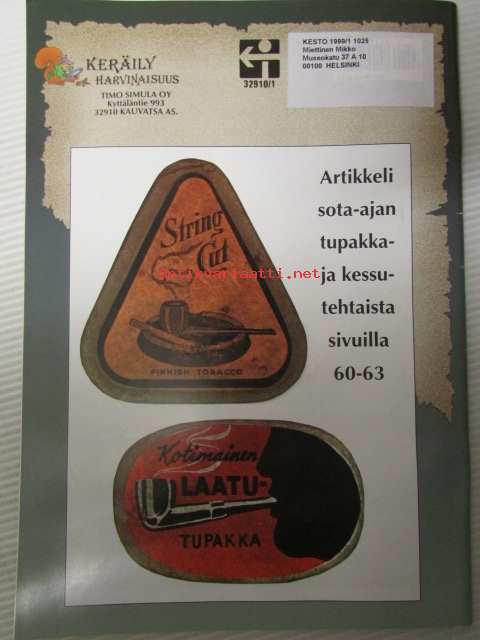 KERÄILY
HARVINAISUUS
TIMO SIMULA OY
Kyttäläntie 993
32910 KAUVATSA AS.
32910/1
KESTO 1999/1 1025
Miettinen Mikko
Museokatu 37 A 10
00100 HELSINKI
Artikkeli
sota-ajan
tupakka-
ja kessu-
tehtaista
sivuilla
60-63
String
Cut
FINNISH TOBACCO
Antikvariaatti.net
Kotimainen
LAATU-
TUPAKKA